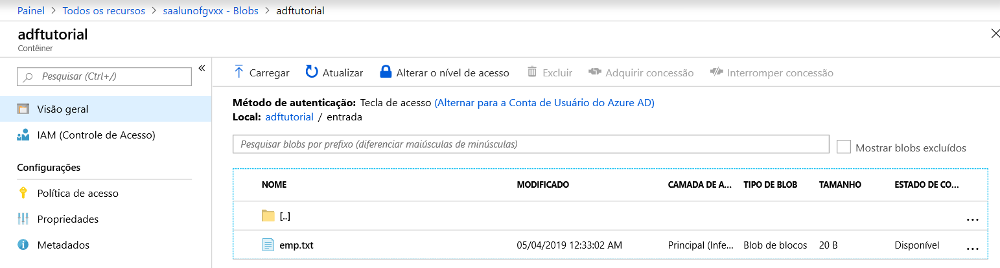 Painel > Todos os recursos > saalunofgvxx - Blobs > adftutorial
adftutorial
Contêiner
Pesquisar (Ctrl+/)
«
Visão geral
IAM (Controle de Acesso)
Configurações
Política de acesso
Propriedades
Metadados
Carregar Atualizar Alterar o nível de acesso Excluir Adquirir concessão Interromper concessão
Método de autenticação: Tecla de acesso (Alternar para a Conta de Usuário do Azure AD)
Local: adftutorial / entrada
Pesquisar blobs por prefixo (diferenciar maiúsculas de minúsculas) Mostrar blobs excluídos
NOME MODIFICADO CAMADA DE A... TIPO DE BLOB TAMANHO ESTADO DE CO...
[..] ...
emp.txt 05/04/2019 12:33:02 AM Principal (Infe... Blob de blocos 20 B Disponível ...